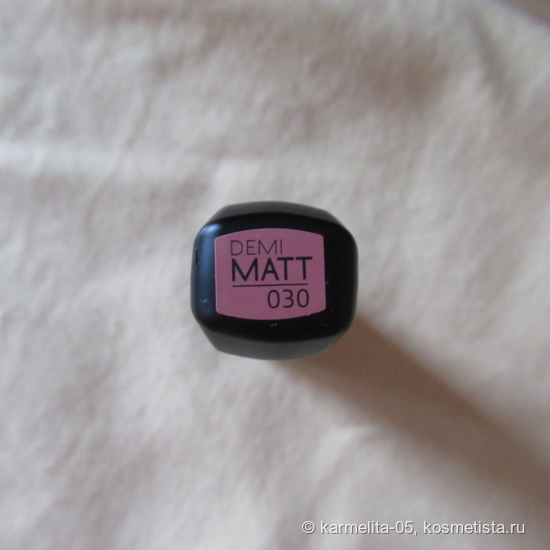 DEMI
MATT
030
© karmelita-05, kosmetista.ru